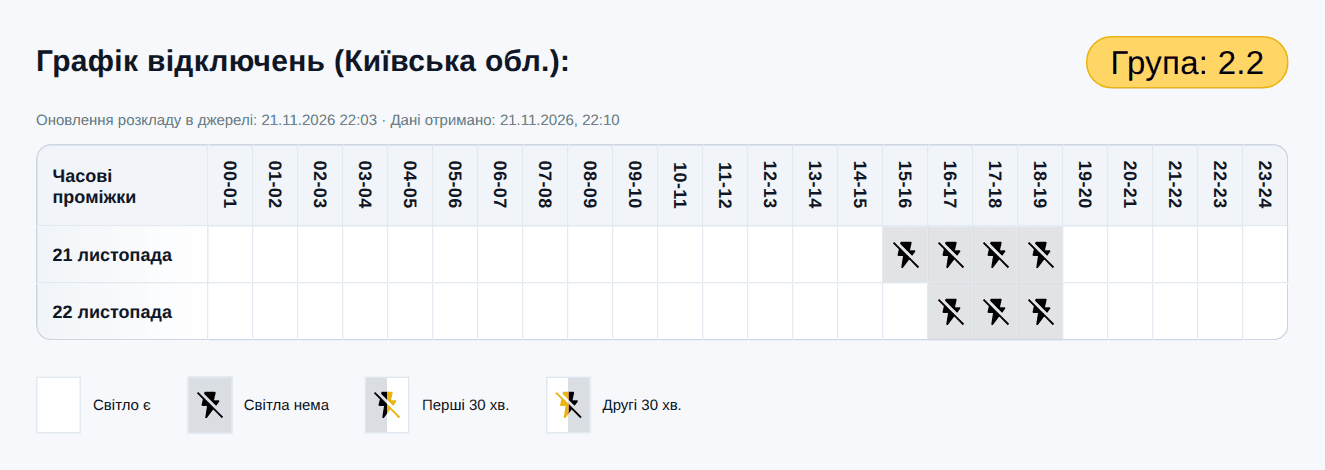 Графік відключень (Київська обл.):
Група: 2.2
Оновлення розкладу в джерелі: 21.11.2026 22:03 · Дані отримано: 21.11.2026, 22:10
Часові
проміжки
00-01
01-02
02-03
03-04
04-05
05-06
06-07
07-08
08-09
09-10
10-11
11-12
12-13
13-14
14-15
15-16
16-17
17-18
18-19
19-20
20-21
21-22
22-23
23-24
21 листопада
22 листопада
Світло є
Світла нема
Перші 30 хв.
Другі 30 хв.